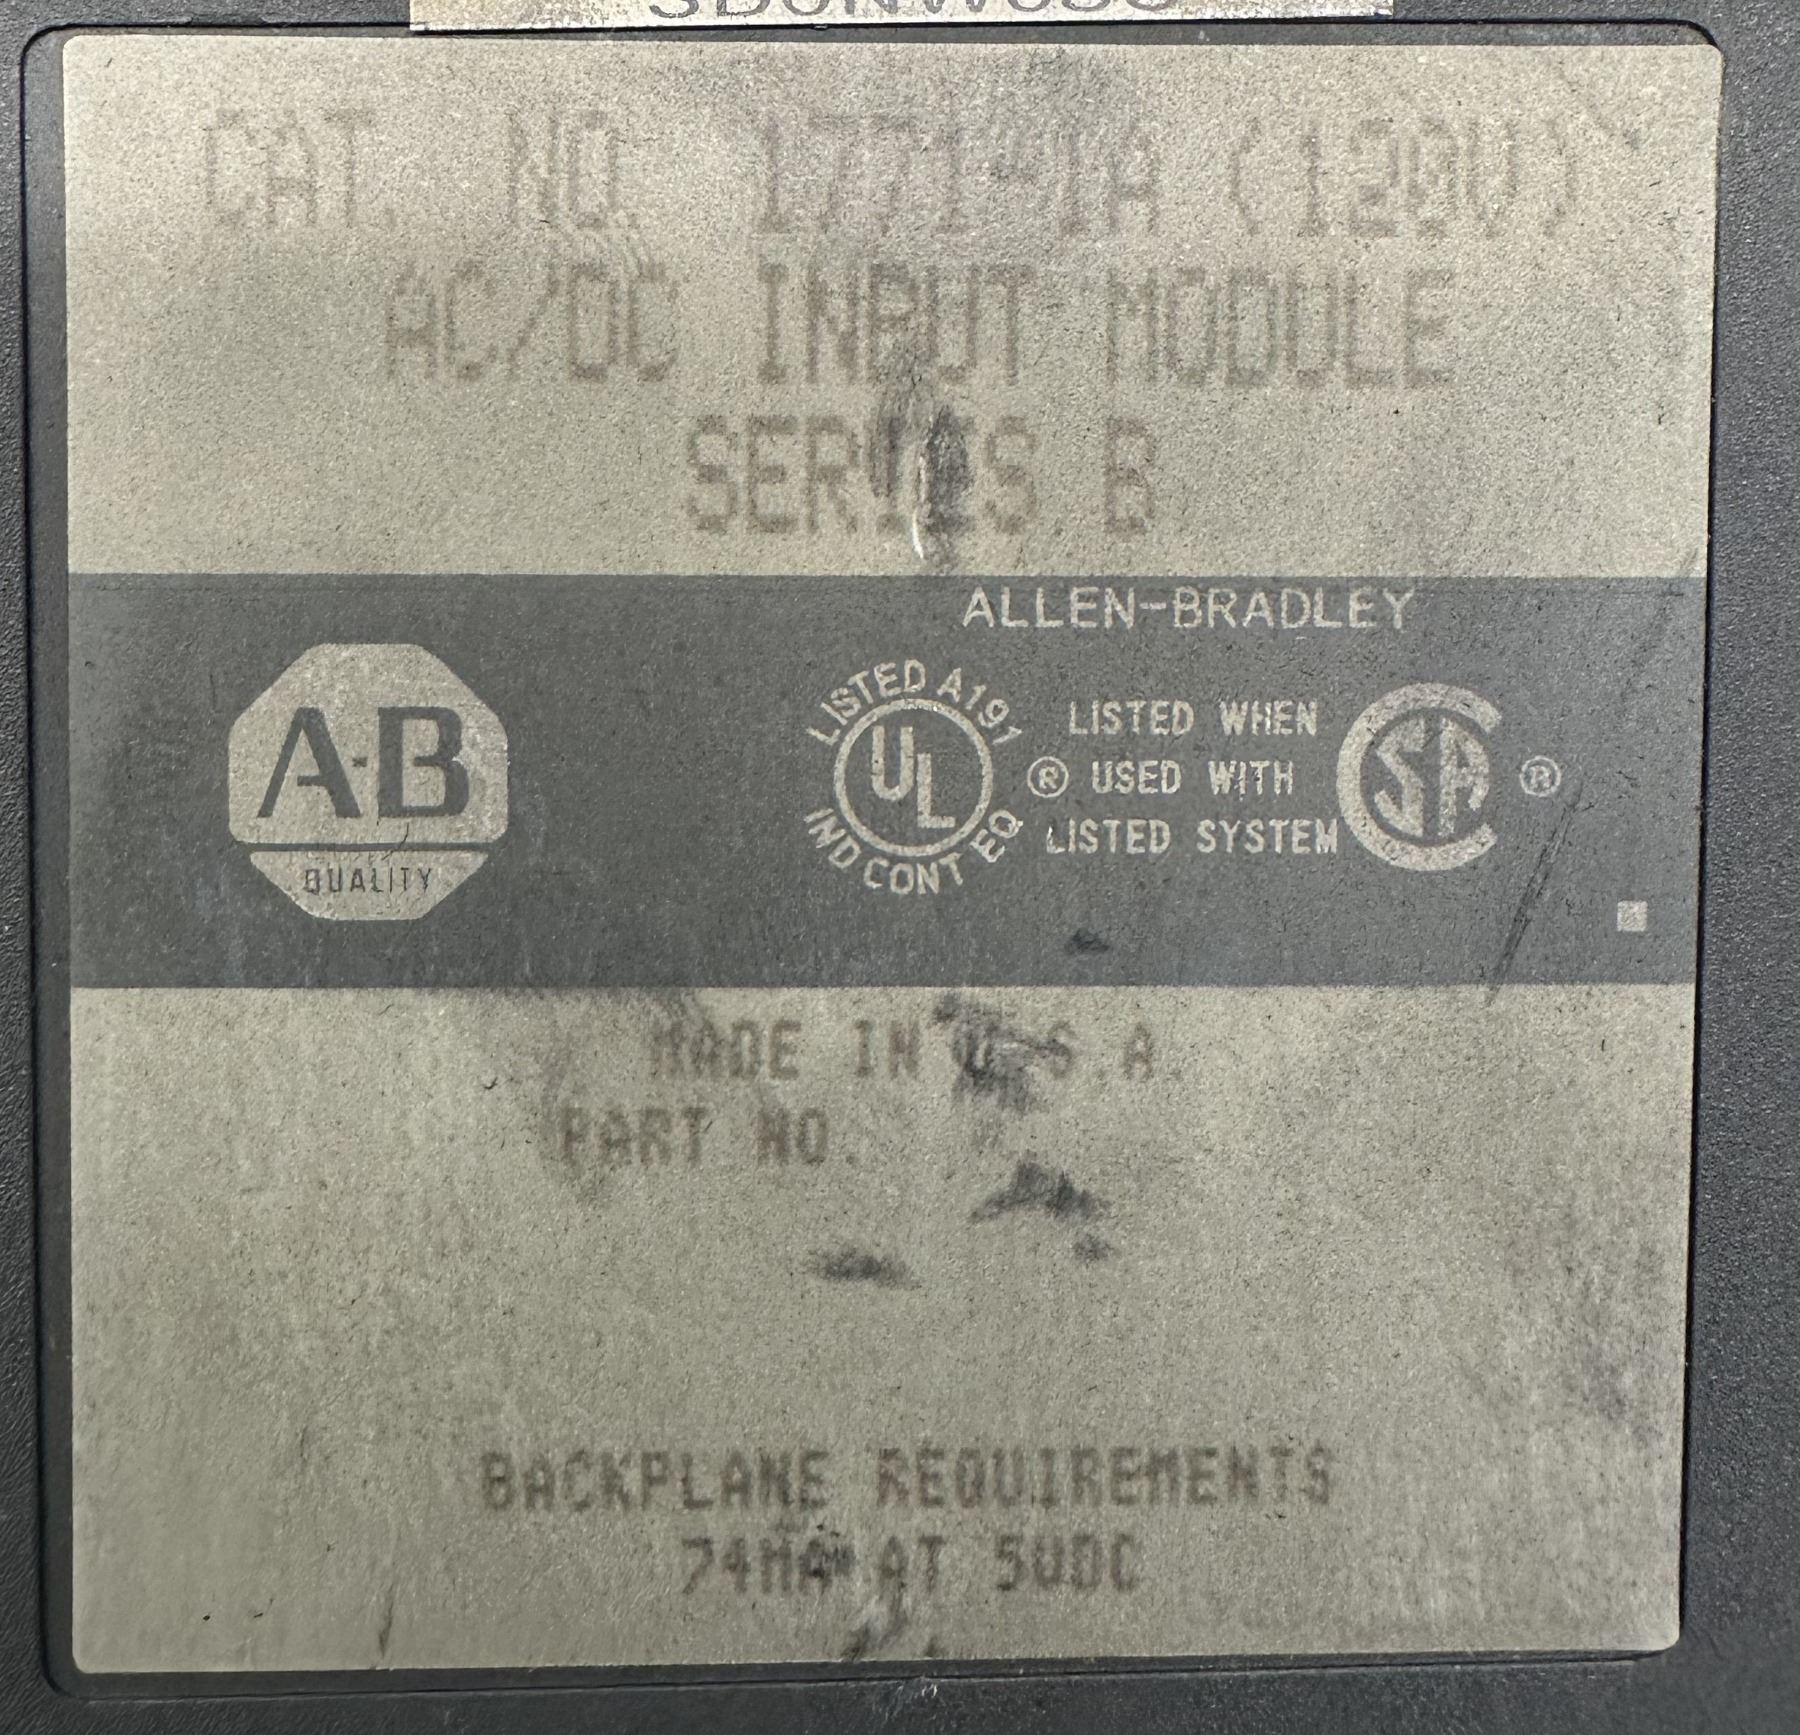 CAT. NO. 1771-IA (120V)
AC/DC INPUT MODULE
SERIES B
ALLEN-BRADLEY
A-B
QUALITY
LISTED A191
UL
IND CONT EQ
®
LISTED WHEN
USED WITH
LISTED SYSTEM
CSA
®
MADE IN U.S.A.
PART NO.
BACKPLANE REQUIREMENTS
74MA AT 5VDC